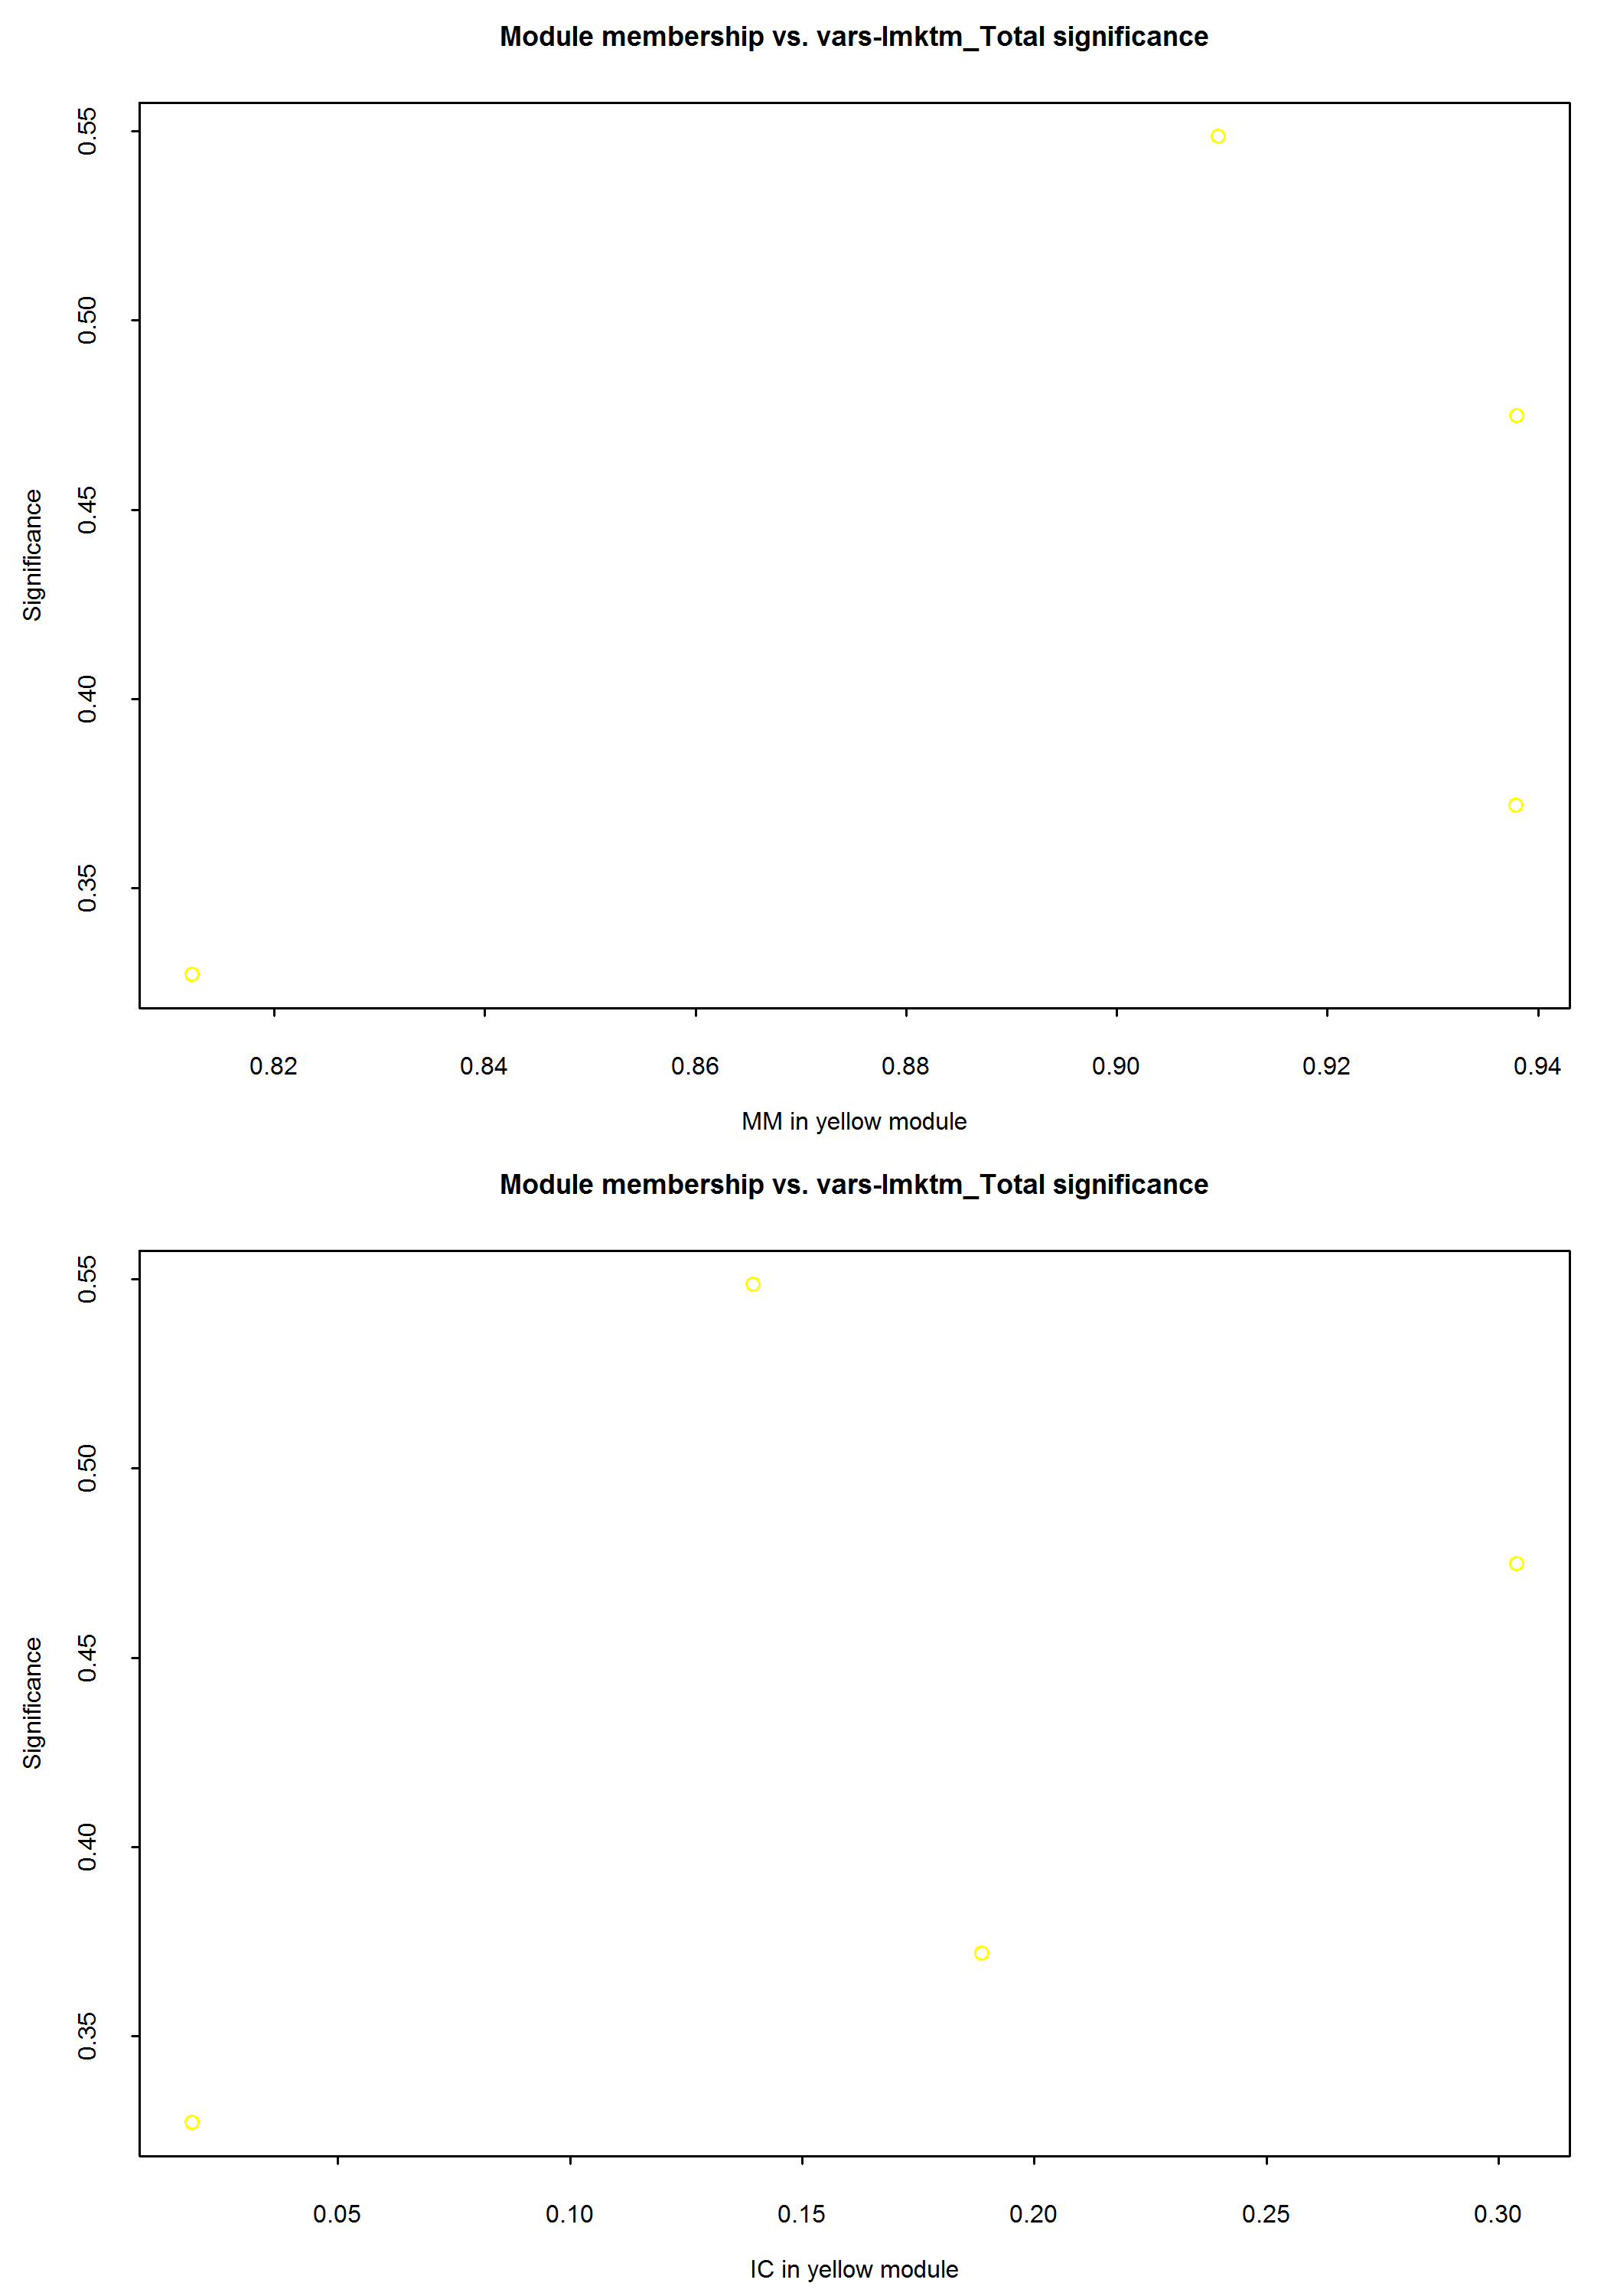 Module membership vs. vars-lmktm_Total significance
0.55
0.50
0.45
0.40
0.35
Significance
0.82 0.84 0.86 0.88 0.90 0.92 0.94
MM in yellow module
Module membership vs. vars-lmktm_Total significance
0.55
0.50
0.45
0.40
0.35
Significance
0.05 0.10 0.15 0.20 0.25 0.30
IC in yellow module